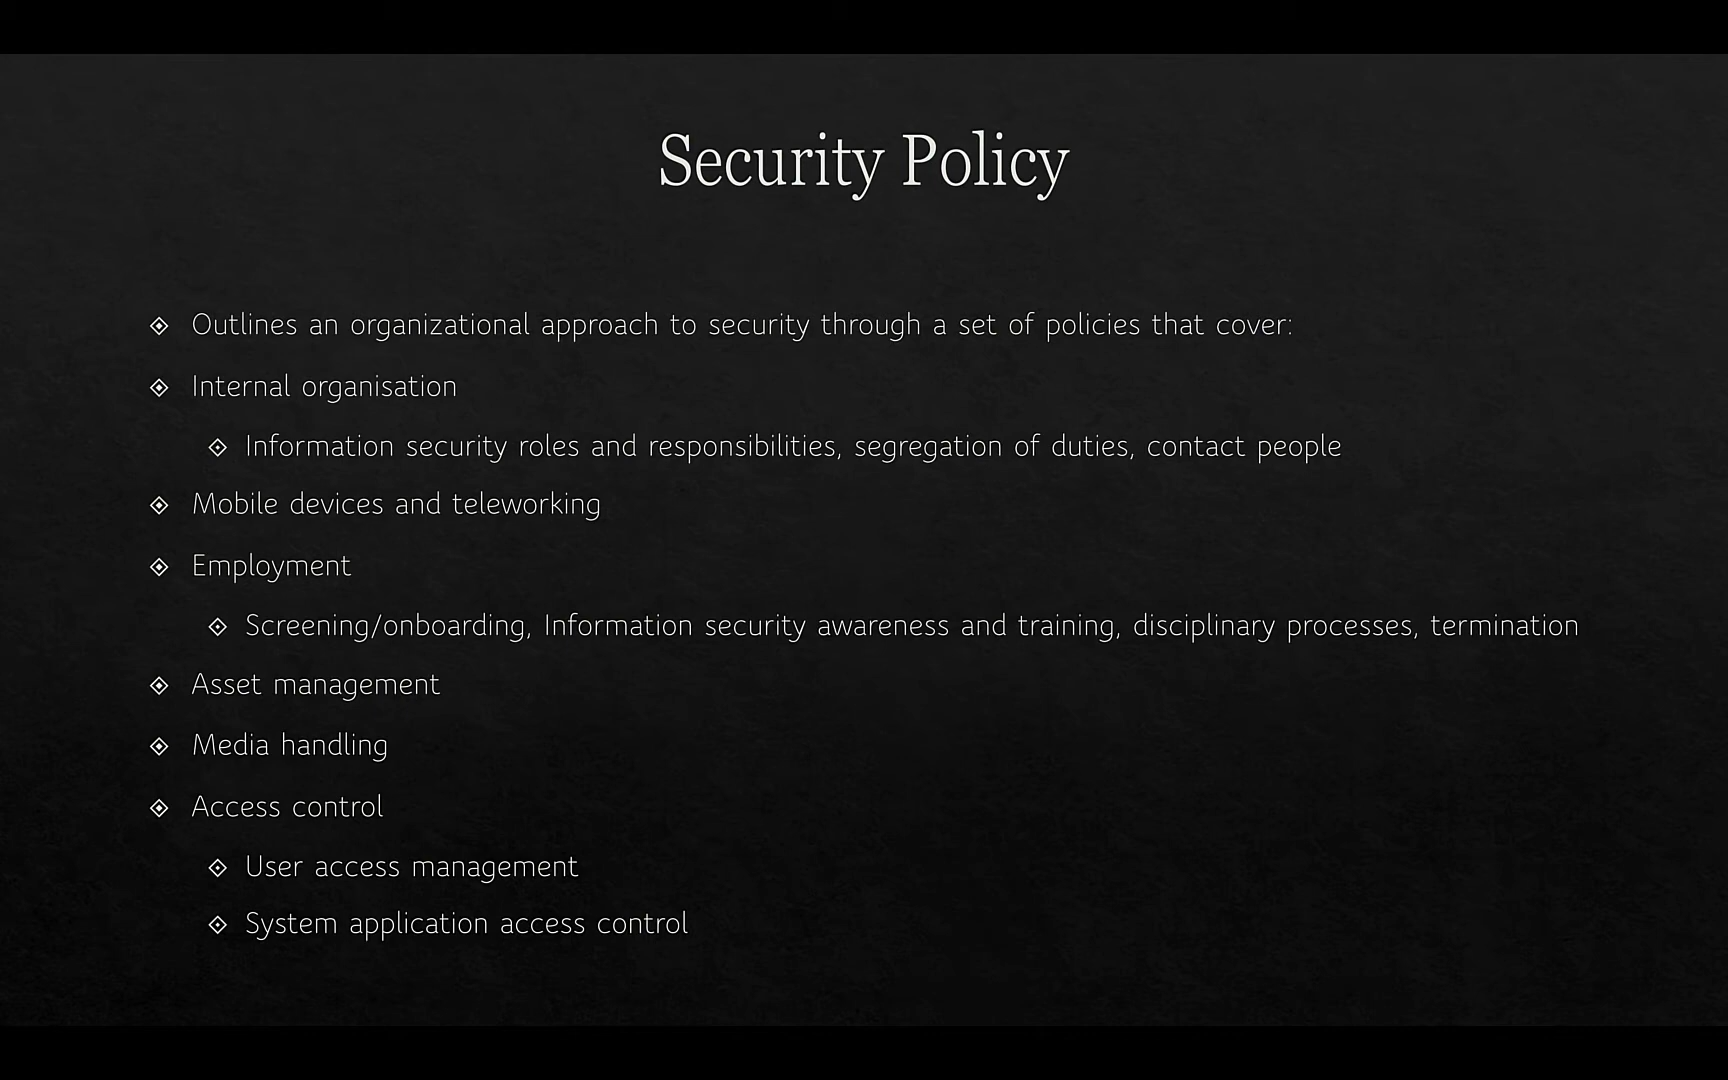 Security Policy
Outlines an organizational approach to security through a set of policies that cover:
Internal organisation
Information security roles and responsibilities, segregation of duties, contact people
Mobile devices and teleworking
Employment
Screening/onboarding, Information security awareness and training, disciplinary processes, termination
Asset management
Media handling
Access control
User access management
System application access control